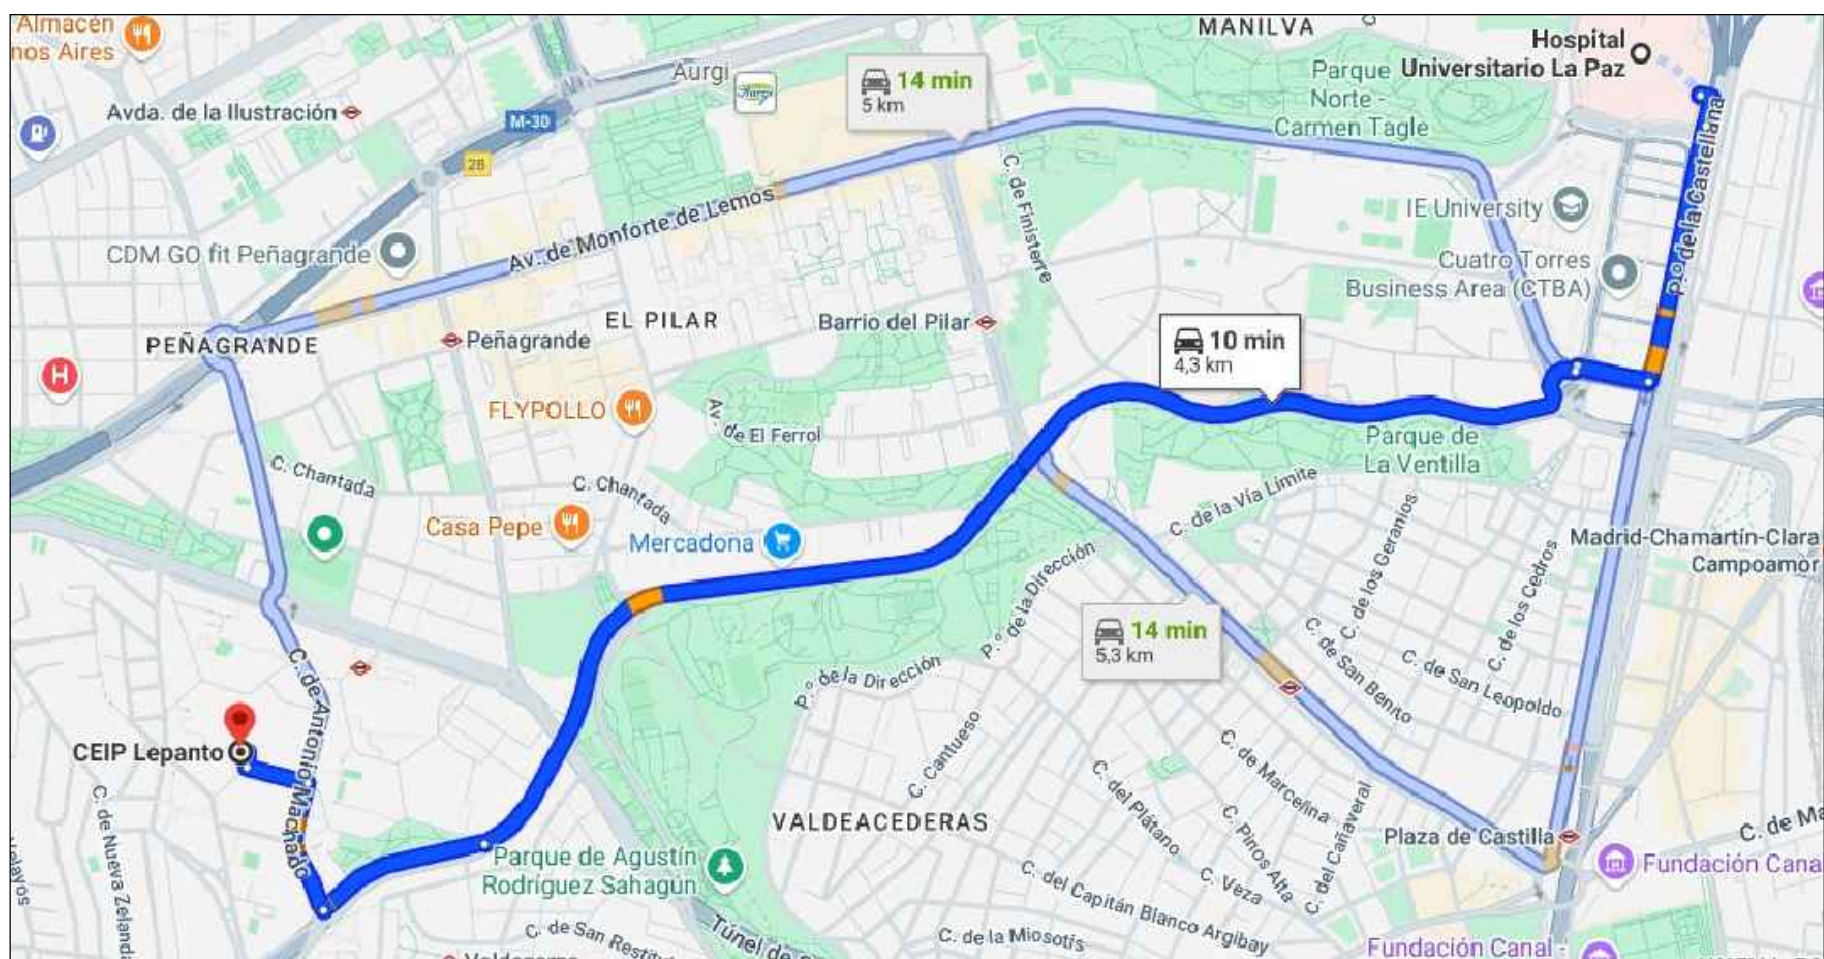 Almacén
nos Aires
MANILVA
Hospital
Universitario La Paz
Aurgi
14 min
5 km
Parque
Norte -
Carmen Tagle
Avda. de la Ilustración
M-30
28
C. de Finisterre
Pº. de la Castellana
IE University
Av. de Monforte de Lemos
CDM GO fit Peñagrande
Cuatro Torres
Business Area (CTBA)
EL PILAR
Barrio del Pilar
PEÑAGRANDE
Peñagrande
10 min
4,3 km
H
FLYPOLLO
Av. de El Ferrol
Parque de
La Ventilla
C. Chantada
C. Chantada
C. de la Vía Límite
C. de los Geranios
Casa Pepe
Mercadona
Madrid-Chamartín-Clara
Campoamor
C. de los Cedros
P.º de la Dirección
14 min
5,3 km
C. de San Benito
C. de San Leopoldo
P.º de la Dirección
C. de Antonio Machado
CEIP Lepanto
C. Cantueso
C. de Marcelina
C. del Plátano
C. Pinos Alta
C. del Cañaveral
C. de Nueva Zelanda
VALDEACEDERAS
Plaza de Castilla
C. de Ma
Parque de Agustín
Rodríguez Sahagún
Fundación Cana
C. Veza
C. del Capitán Blanco Argibay
C. de San Restitu
Túnel de S
C. de la Miosotis
Fundación Canal -